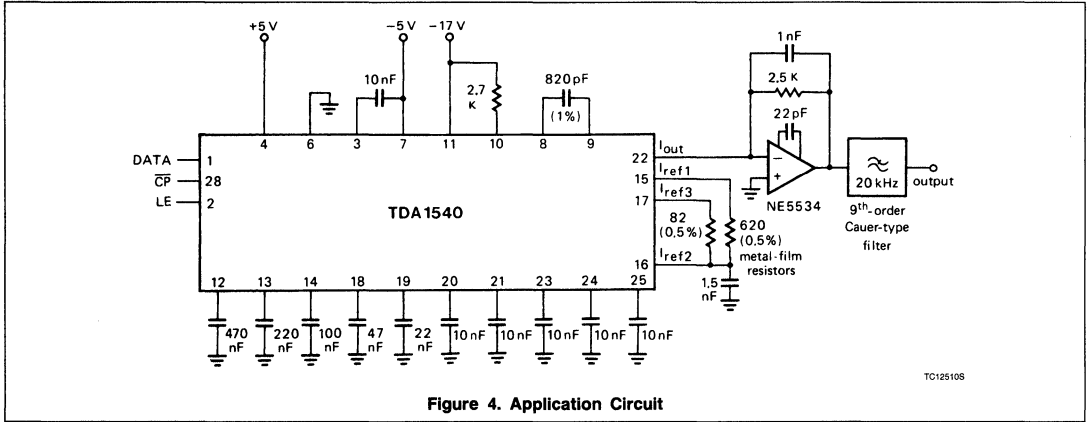 +5 V
−5 V
−17 V
10 nF
2.7
K
820 pF
(1%)
1 nF
2.5 K
22 pF
4
6
3
7
11
10
8
9
DATA
1
CP
28
LE
2
TDA1540
22
Iout
15
Iref1
17
Iref3
16
Iref2
82
(0,5%)
620
(0,5%)
metal-film
resistors
1,5
nF
−
+
NE5534
20 kHz
output
9th-order
Cauer-type
filter
12
13
14
18
19
20
21
23
24
25
470
nF
220
nF
100
nF
47
nF
22
nF
10 nF
10 nF
10 nF
10 nF
10 nF
TC12510S
Figure 4. Application Circuit